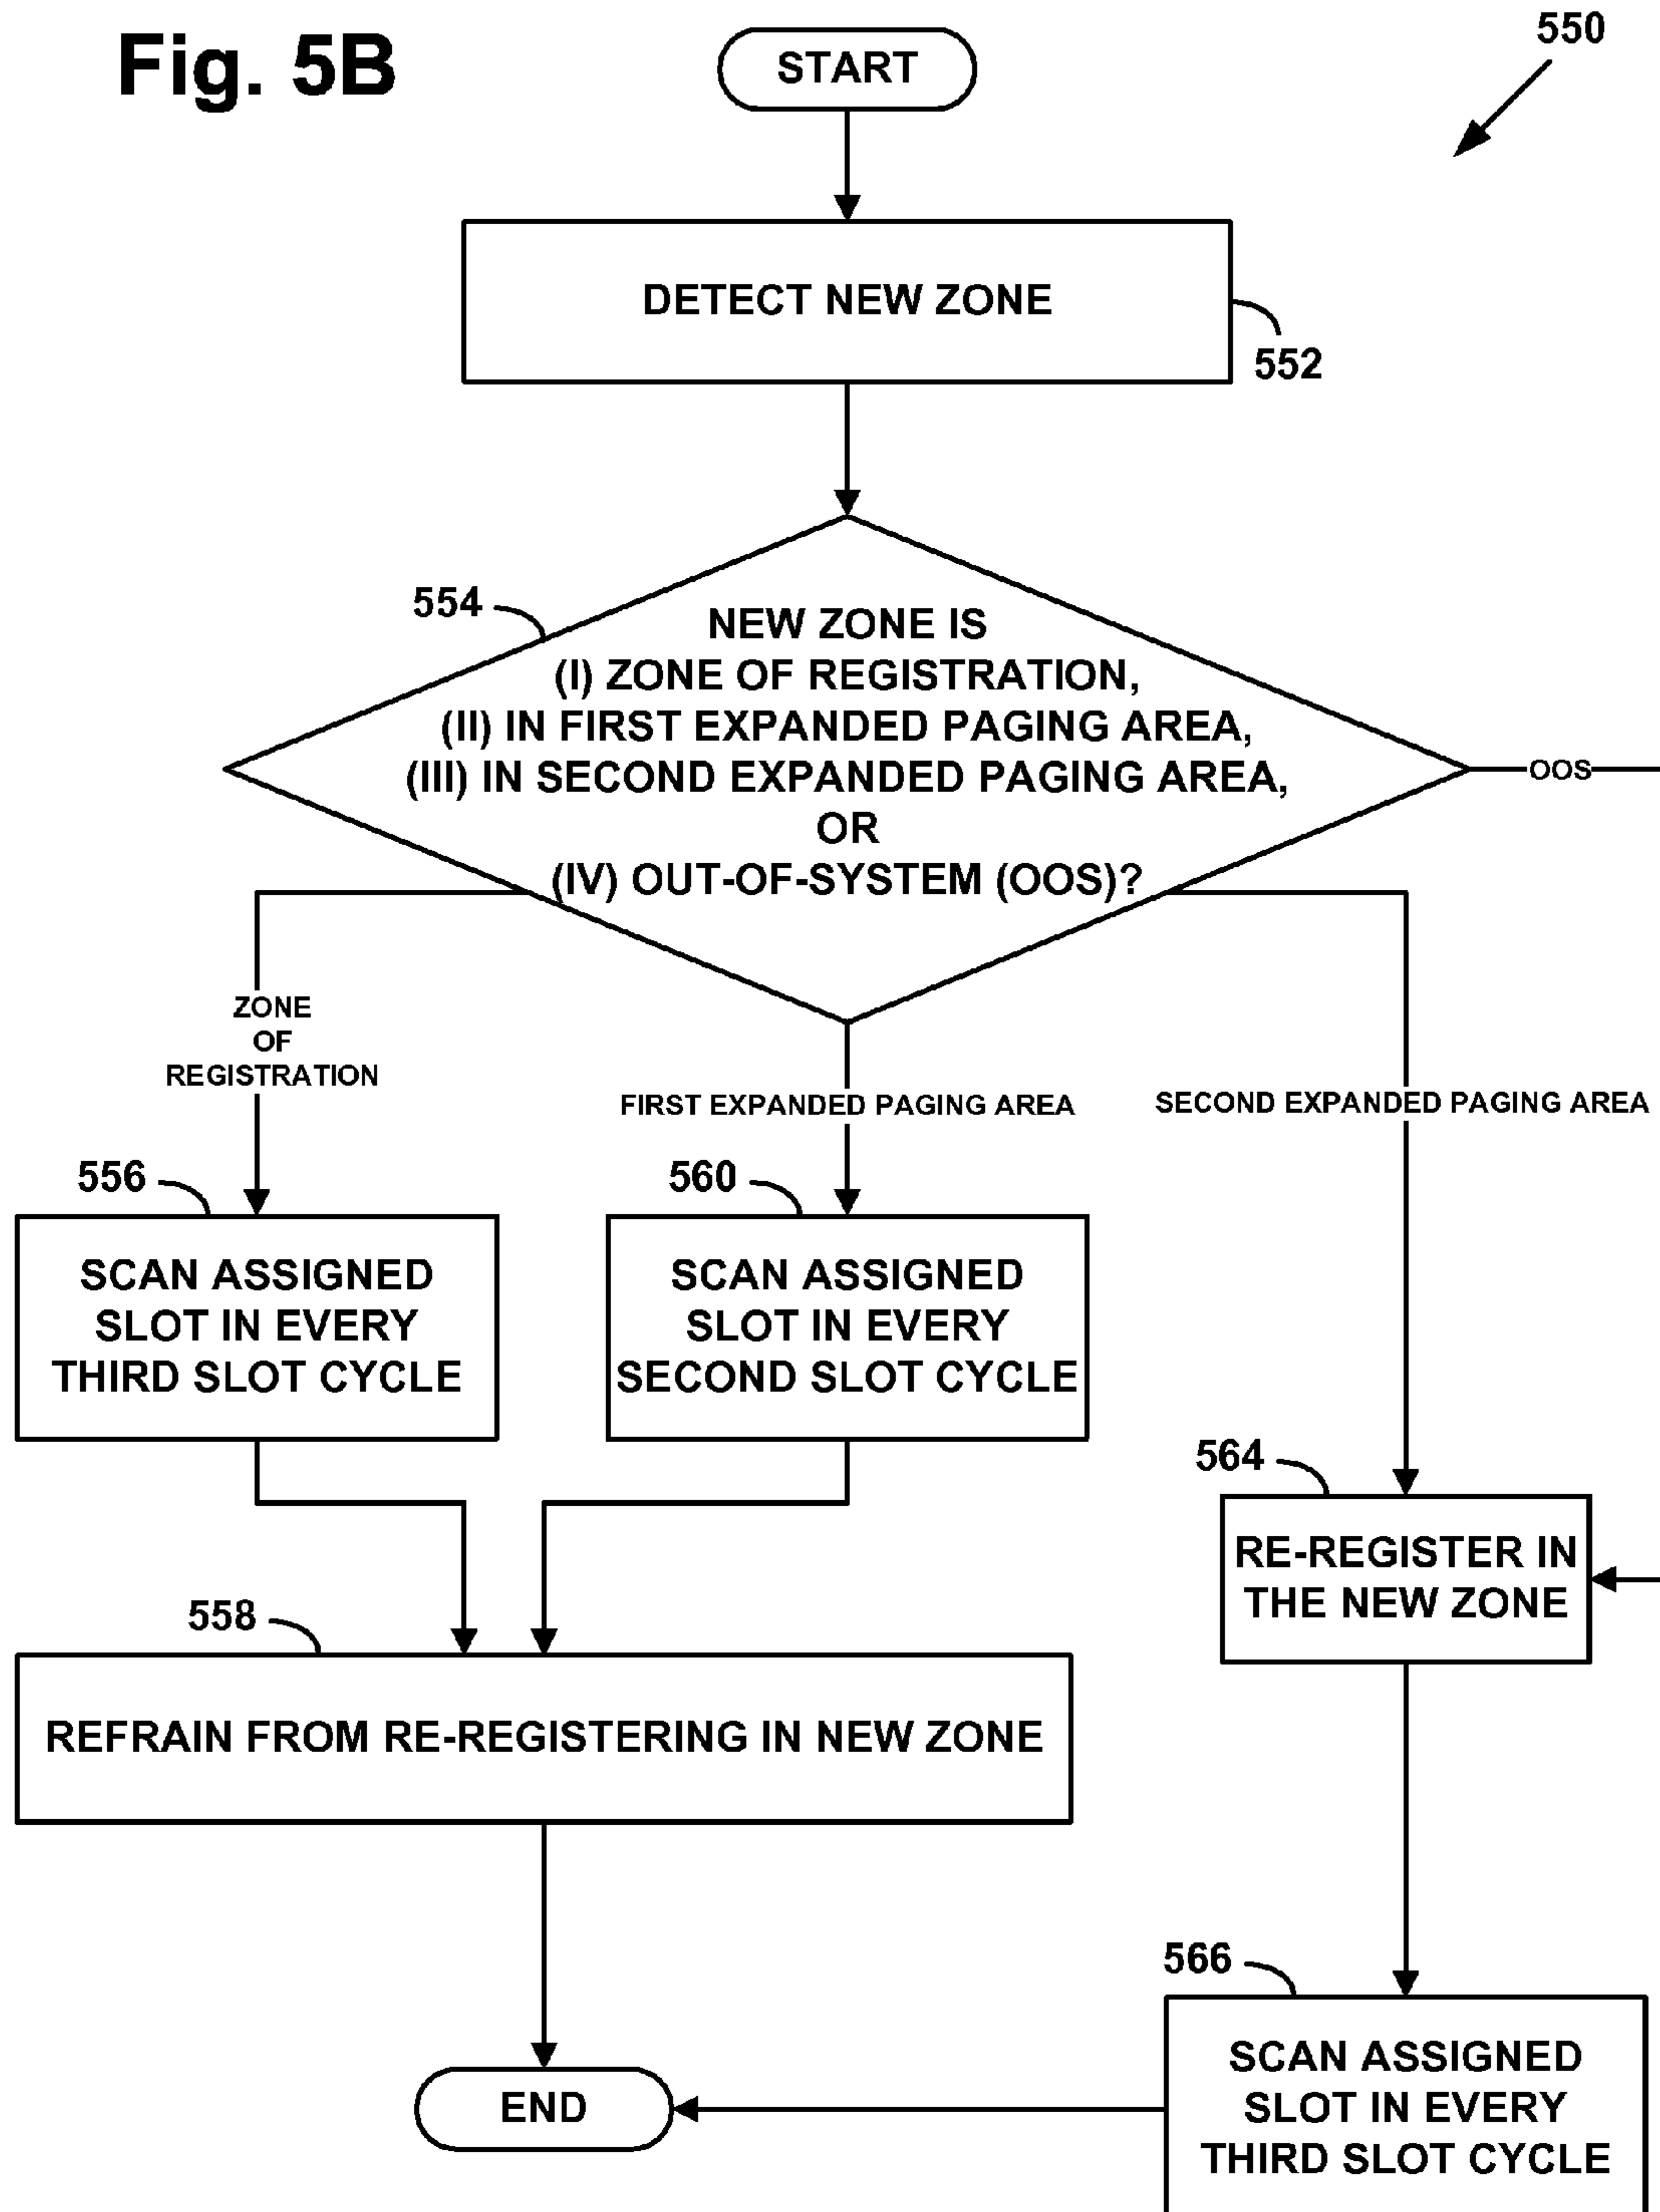 Fig. 5B
START
550
DETECT NEW ZONE
552
554
NEW ZONE IS
(I) ZONE OF REGISTRATION,
(II) IN FIRST EXPANDED PAGING AREA,
(III) IN SECOND EXPANDED PAGING AREA,
OR
(IV) OUT-OF-SYSTEM (OOS)?
OOS
ZONE
OF
REGISTRATION
FIRST EXPANDED PAGING AREA
SECOND EXPANDED PAGING AREA
556
SCAN ASSIGNED
SLOT IN EVERY
THIRD SLOT CYCLE
560
SCAN ASSIGNED
SLOT IN EVERY
SECOND SLOT CYCLE
564
RE-REGISTER IN
THE NEW ZONE
558
REFRAIN FROM RE-REGISTERING IN NEW ZONE
566
SCAN ASSIGNED
SLOT IN EVERY
THIRD SLOT CYCLE
END